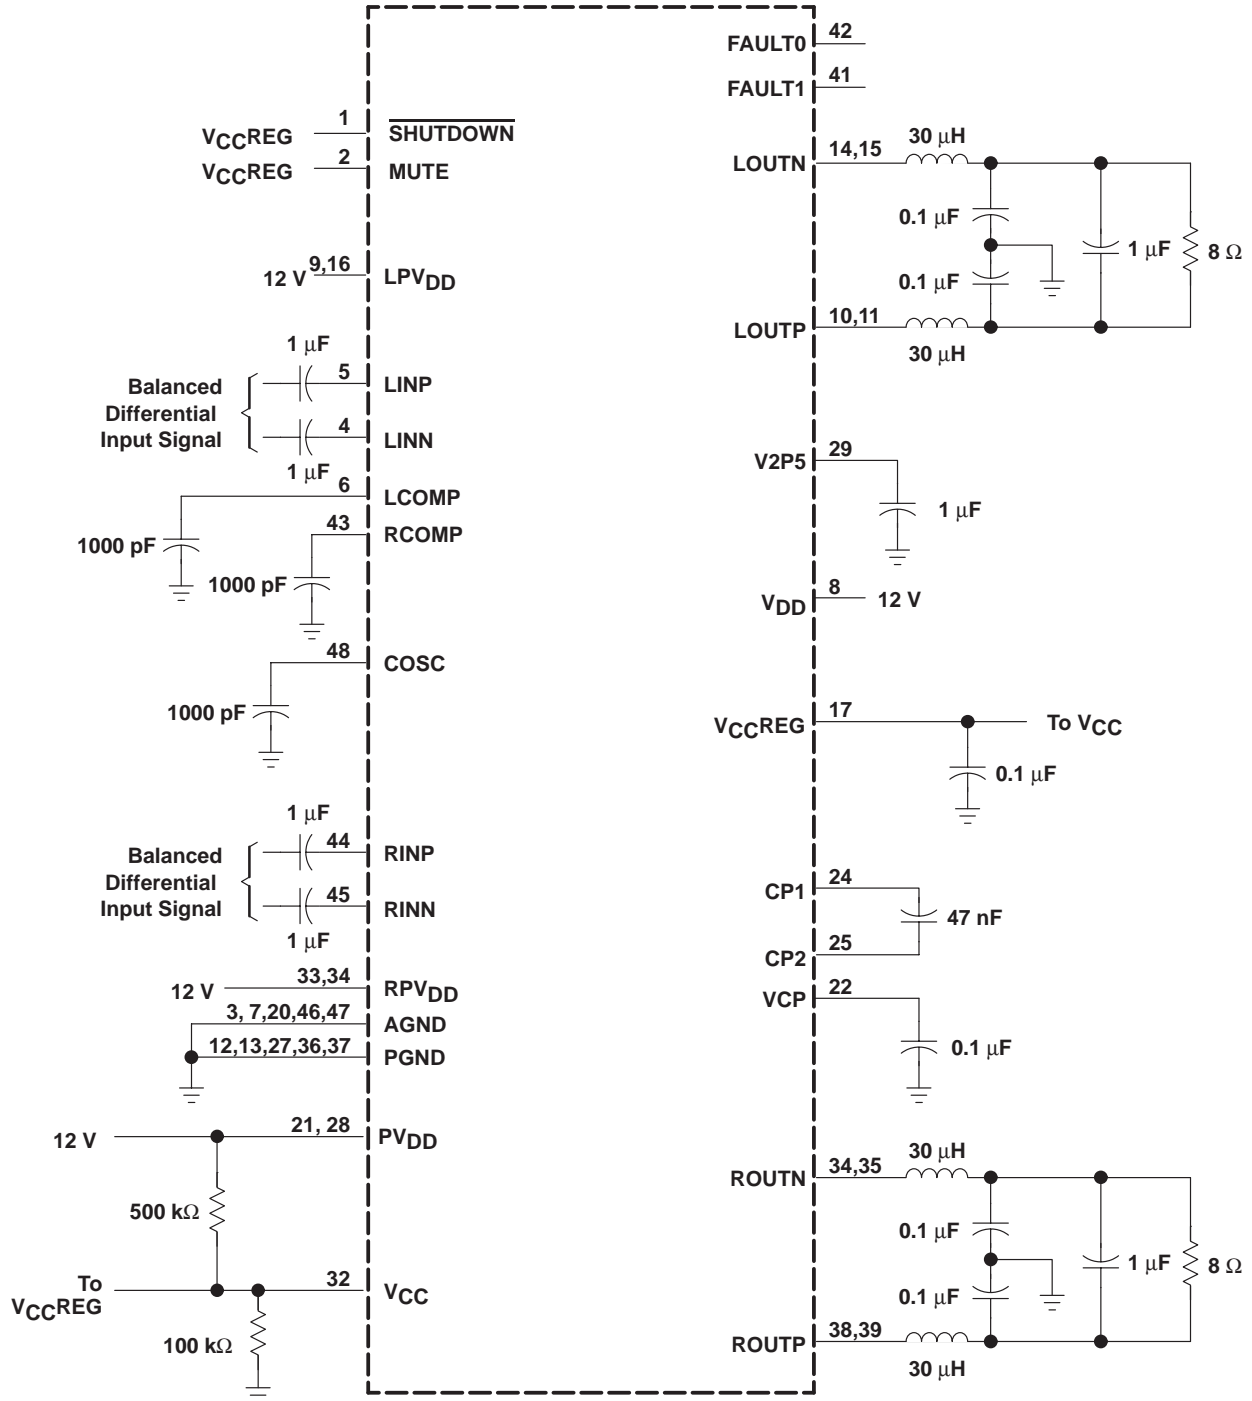 FAULT0 42
FAULT1 41
VCCREG 1 SHUTDOWN
VCCREG 2 MUTE
12 V 9,16 LPVDD
1 μF
Balanced
Differential
Input Signal
5 LINP
4 LINN
1 μF
6 LCOMP
1000 pF
43 RCOMP
1000 pF
48 COSC
1000 pF
1 μF
Balanced
Differential
Input Signal
44 RINP
45 RINN
1 μF
12 V 33,34 RPVDD
3, 7,20,46,47 AGND
12,13,27,36,37 PGND
12 V 21, 28 PVDD
500 kΩ
To
VCCREG
32 VCC
100 kΩ
LOUTN 14,15 30 μH
0.1 μF
0.1 μF
1 μF 8 Ω
LOUTP 10,11
30 μH
V2P5 29
1 μF
VDD 8 12 V
VCCREG 17 To VCC
0.1 μF
CP1 24
47 nF
CP2 25
VCP 22
0.1 μF
ROUTN 34,35 30 μH
0.1 μF
0.1 μF
1 μF 8 Ω
ROUTP 38,39
30 μH